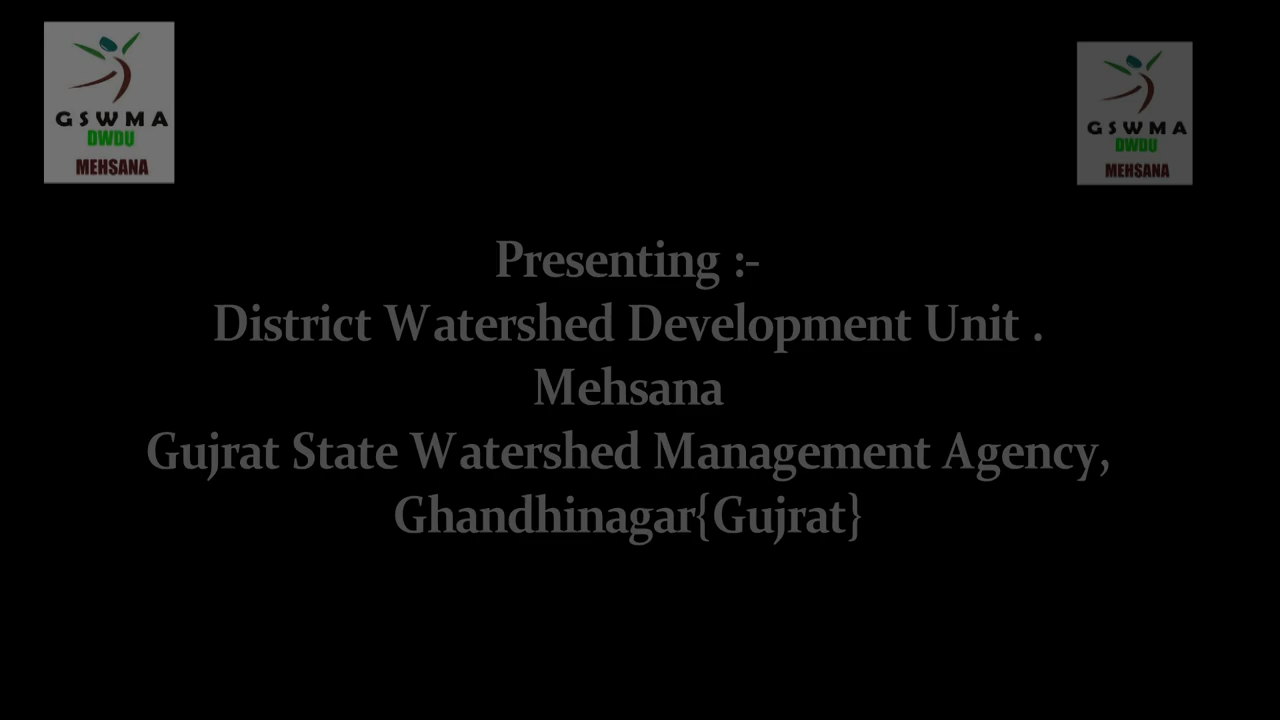 GSWMA
DWDU
MEHSANA
GSWMA
DWDU
MEHSANA
Presenting :-
District Watershed Development Unit .
Mehsana
Gujrat State Watershed Management Agency,
Ghandhinagar{Gujrat}